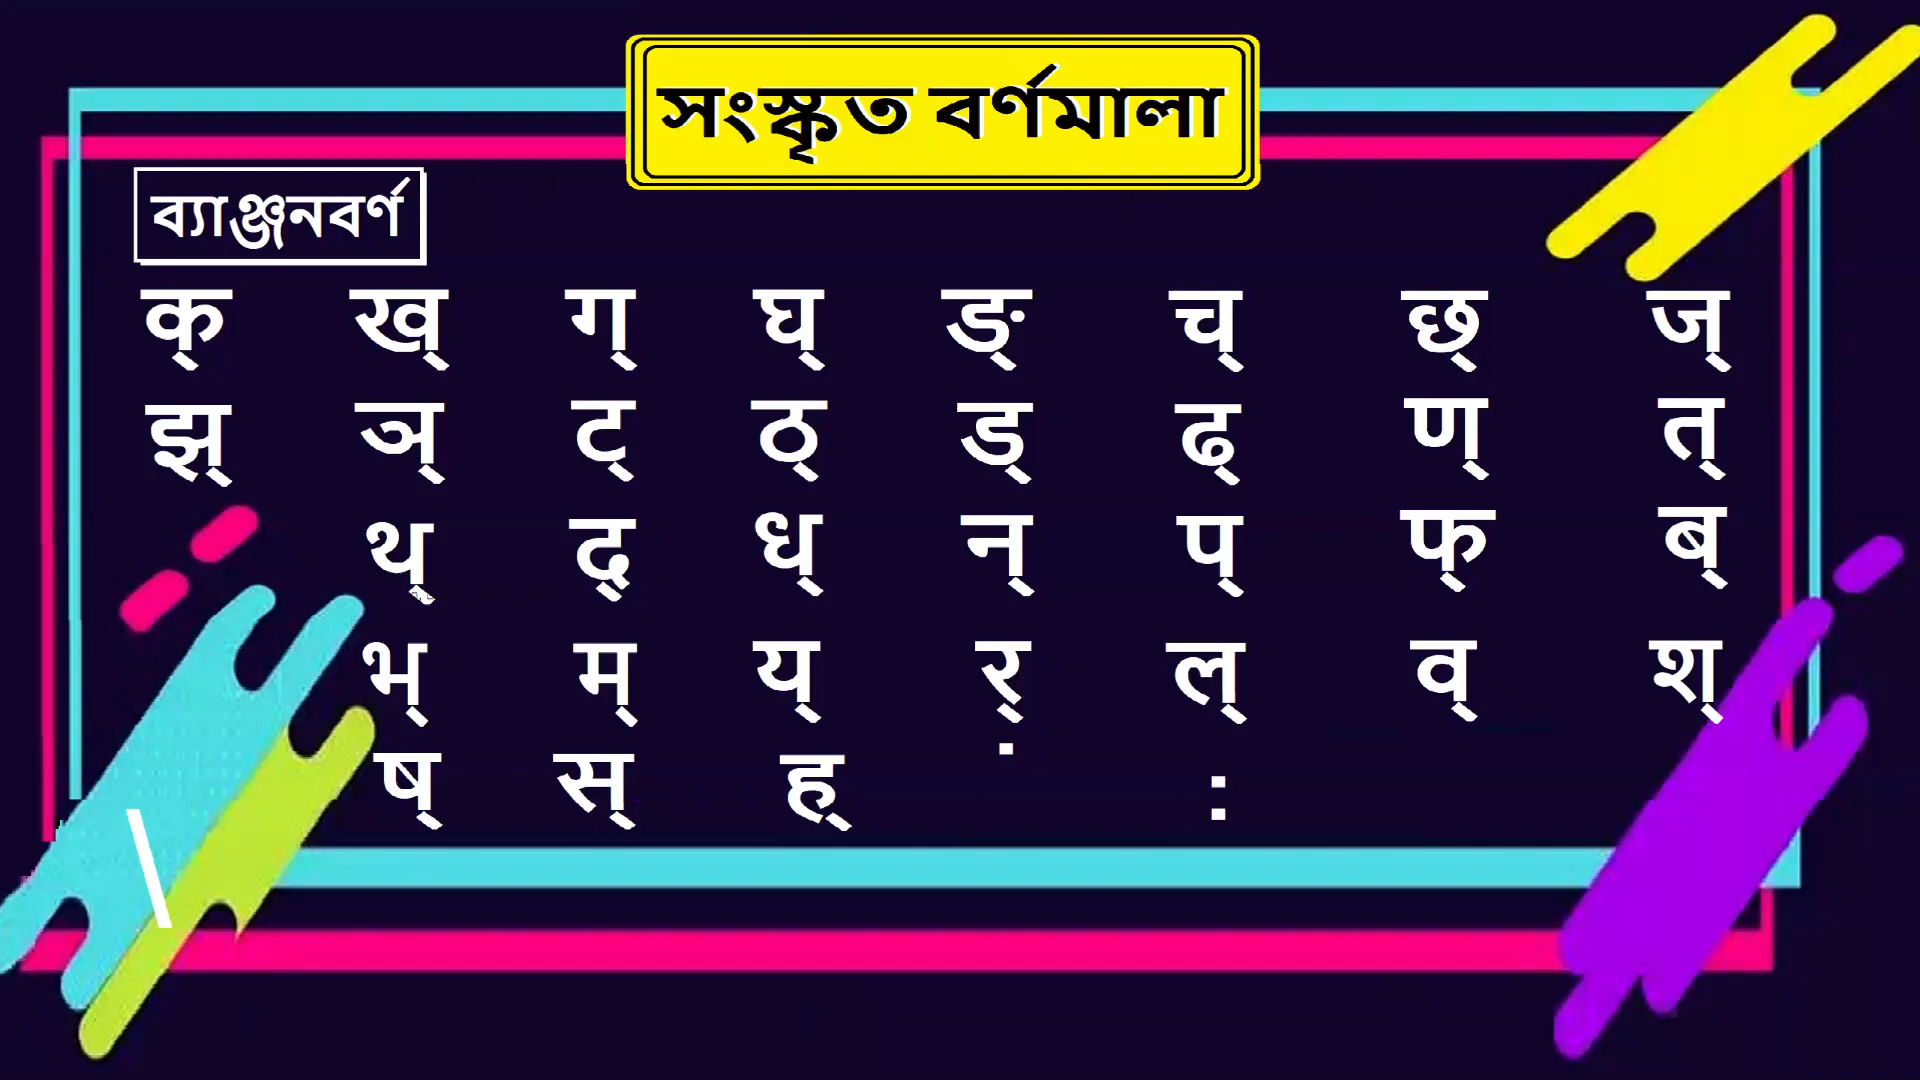 সংস্কৃত বর্ণমালা
ব্যাঞ্জনবর্ণ
क् ख् ग् घ् ङ् च् छ् ज्
झ् ञ् ट् ठ् ड् ढ् ण् त्
थ् द् ध् न् प् फ् ब्
भ् म् य् र् ल् व् श्
ष् स् ह् ं :
\